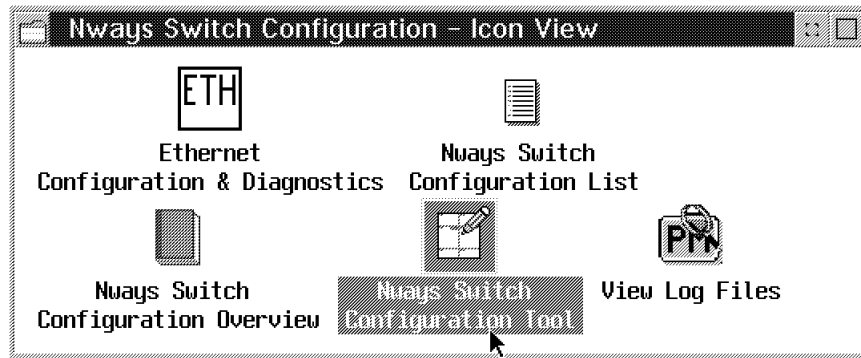 Nways Switch Configuration - Icon View
ETH
Ethernet
Configuration & Diagnostics
Nways Switch
Configuration List
PM
Nways Switch
Configuration Overview
Nways Switch
Configuration Tool
View Log Files